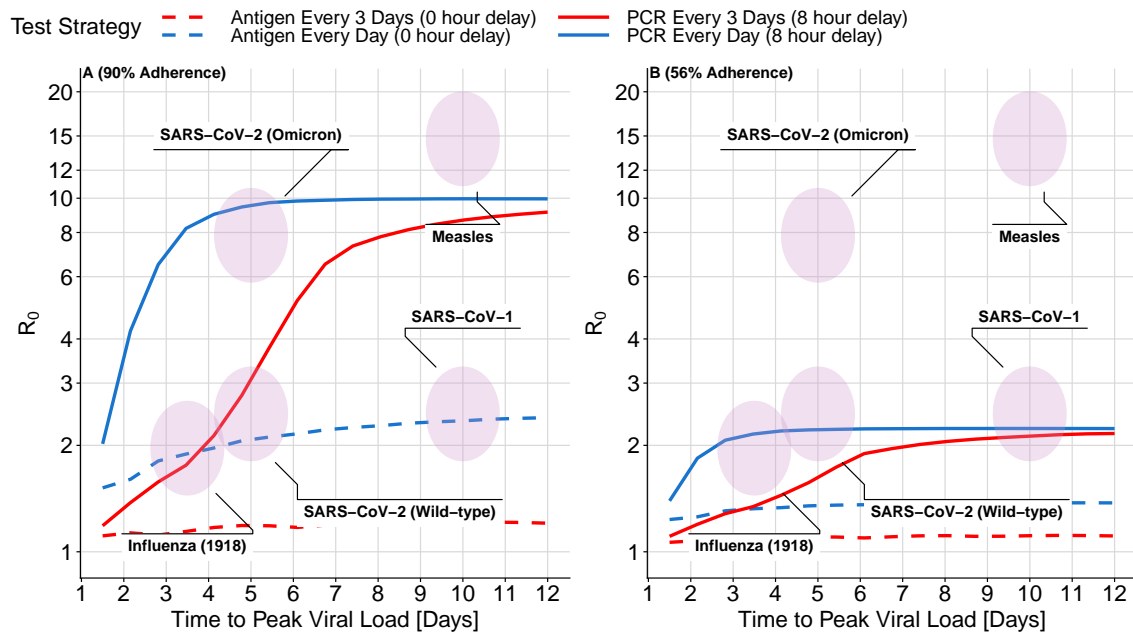 Test Strategy
Antigen Every 3 Days (0 hour delay)
Antigen Every Day (0 hour delay)
PCR Every 3 Days (8 hour delay)
PCR Every Day (8 hour delay)
A (90% Adherence)
R0
20
15
12
10
8
6
4
3
2
1
SARS−CoV−2 (Omicron)
Measles
SARS−CoV−1
SARS−CoV−2 (Wild−type)
Influenza (1918)
1 2 3 4 5 6 7 8 9 10 11 12
Time to Peak Viral Load [Days]
B (56% Adherence)
R0
20
15
12
10
8
6
4
3
2
1
SARS−CoV−2 (Omicron)
Measles
SARS−CoV−1
SARS−CoV−2 (Wild−type)
Influenza (1918)
1 2 3 4 5 6 7 8 9 10 11 12
Time to Peak Viral Load [Days]